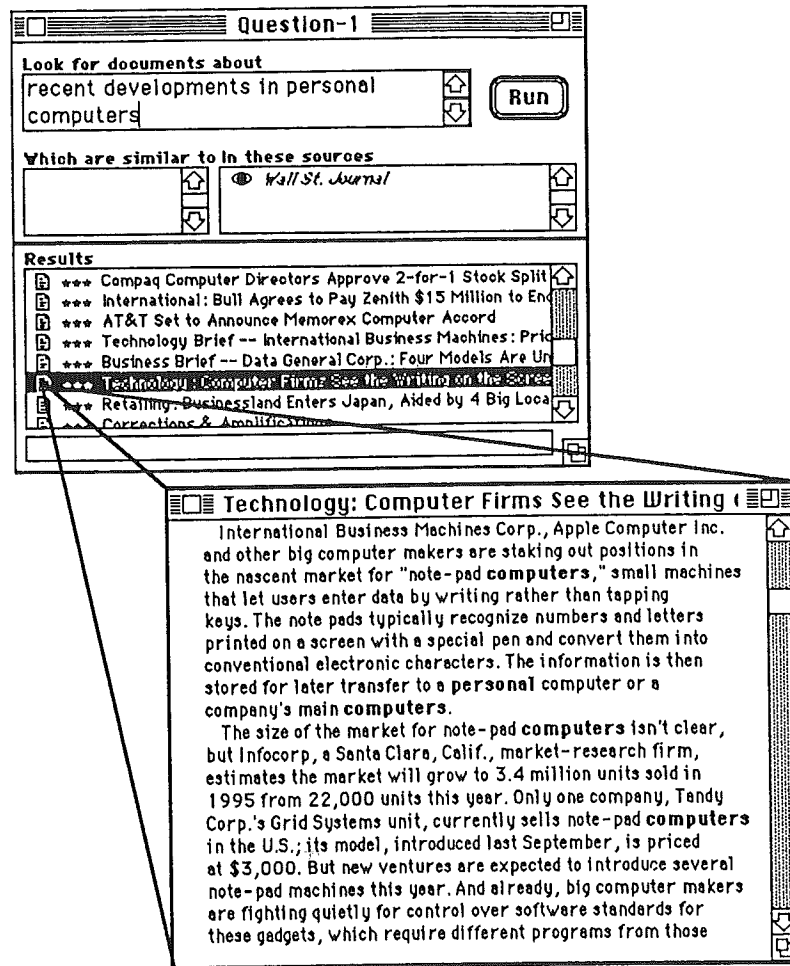 Question-1
Look for documents about
recent developments in personal
computers
Run
Which are similar to In these sources
Wall St. Journal
Results
*** Compaq Computer Directors Approve 2-for-1 Stock Split
*** International: Bull Agrees to Pay Zenith $15 Million to En
*** AT&T Set to Announce Memorex Computer Accord
*** Technology Brief -- International Business Machines: Pric
*** Business Brief -- Data General Corp.: Four Models Are Un
*** Technology: Computer Firms See the Writing on the Scree
*** Retailing: Businessland Enters Japan, Aided by 4 Big Loca
*** Corrections & Amplifications
Technology: Computer Firms See the Writing
International Business Machines Corp., Apple Computer Inc.
and other big computer makers are staking out positions in
the nascent market for "note-pad computers," small machines
that let users enter data by writing rather than tapping
keys. The note pads typically recognize numbers and letters
printed on a screen with a special pen and convert them into
conventional electronic characters. The information is then
stored for later transfer to a personal computer or a
company's main computers.
The size of the market for note-pad computers isn't clear,
but Infocorp, a Santa Clara, Calif., market-research firm,
estimates the market will grow to 3.4 million units sold in
1995 from 22,000 units this year. Only one company, Tandy
Corp.'s Grid Systems unit, currently sells note-pad computers
in the U.S.; its model, introduced last September, is priced
at $3,000. But new ventures are expected to introduce several
note-pad machines this year. And already, big computer makers
are fighting quietly for control over software standards for
these gadgets, which require different programs from those